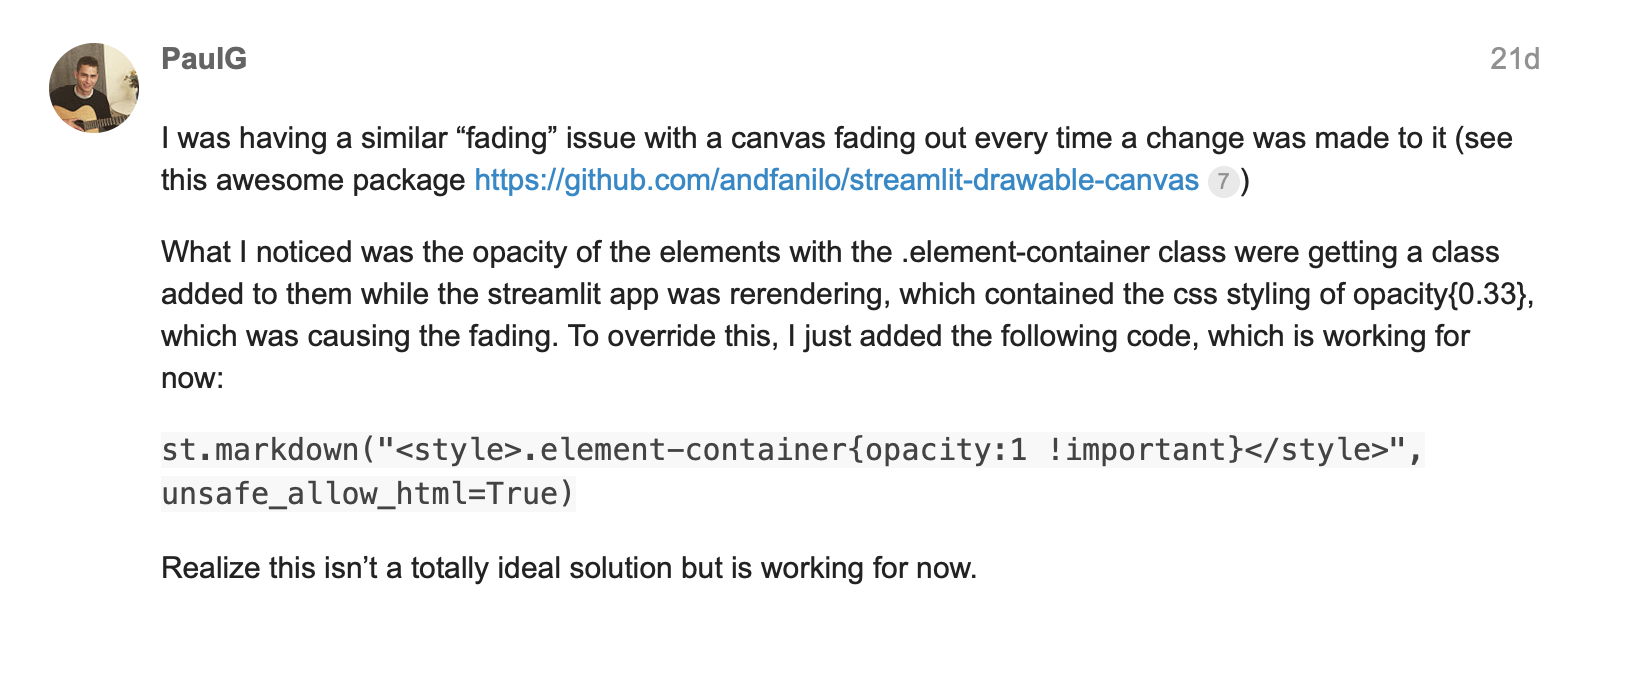 PaulG
21d
I was having a similar “fading” issue with a canvas fading out every time a change was made to it (see
this awesome package https://github.com/andfanilo/streamlit-drawable-canvas 7)
What I noticed was the opacity of the elements with the .element-container class were getting a class
added to them while the streamlit app was rerendering, which contained the css styling of opacity{0.33},
which was causing the fading. To override this, I just added the following code, which is working for
now:
st.markdown("<style>.element-container{opacity:1 !important}</style>",
unsafe_allow_html=True)
Realize this isn’t a totally ideal solution but is working for now.